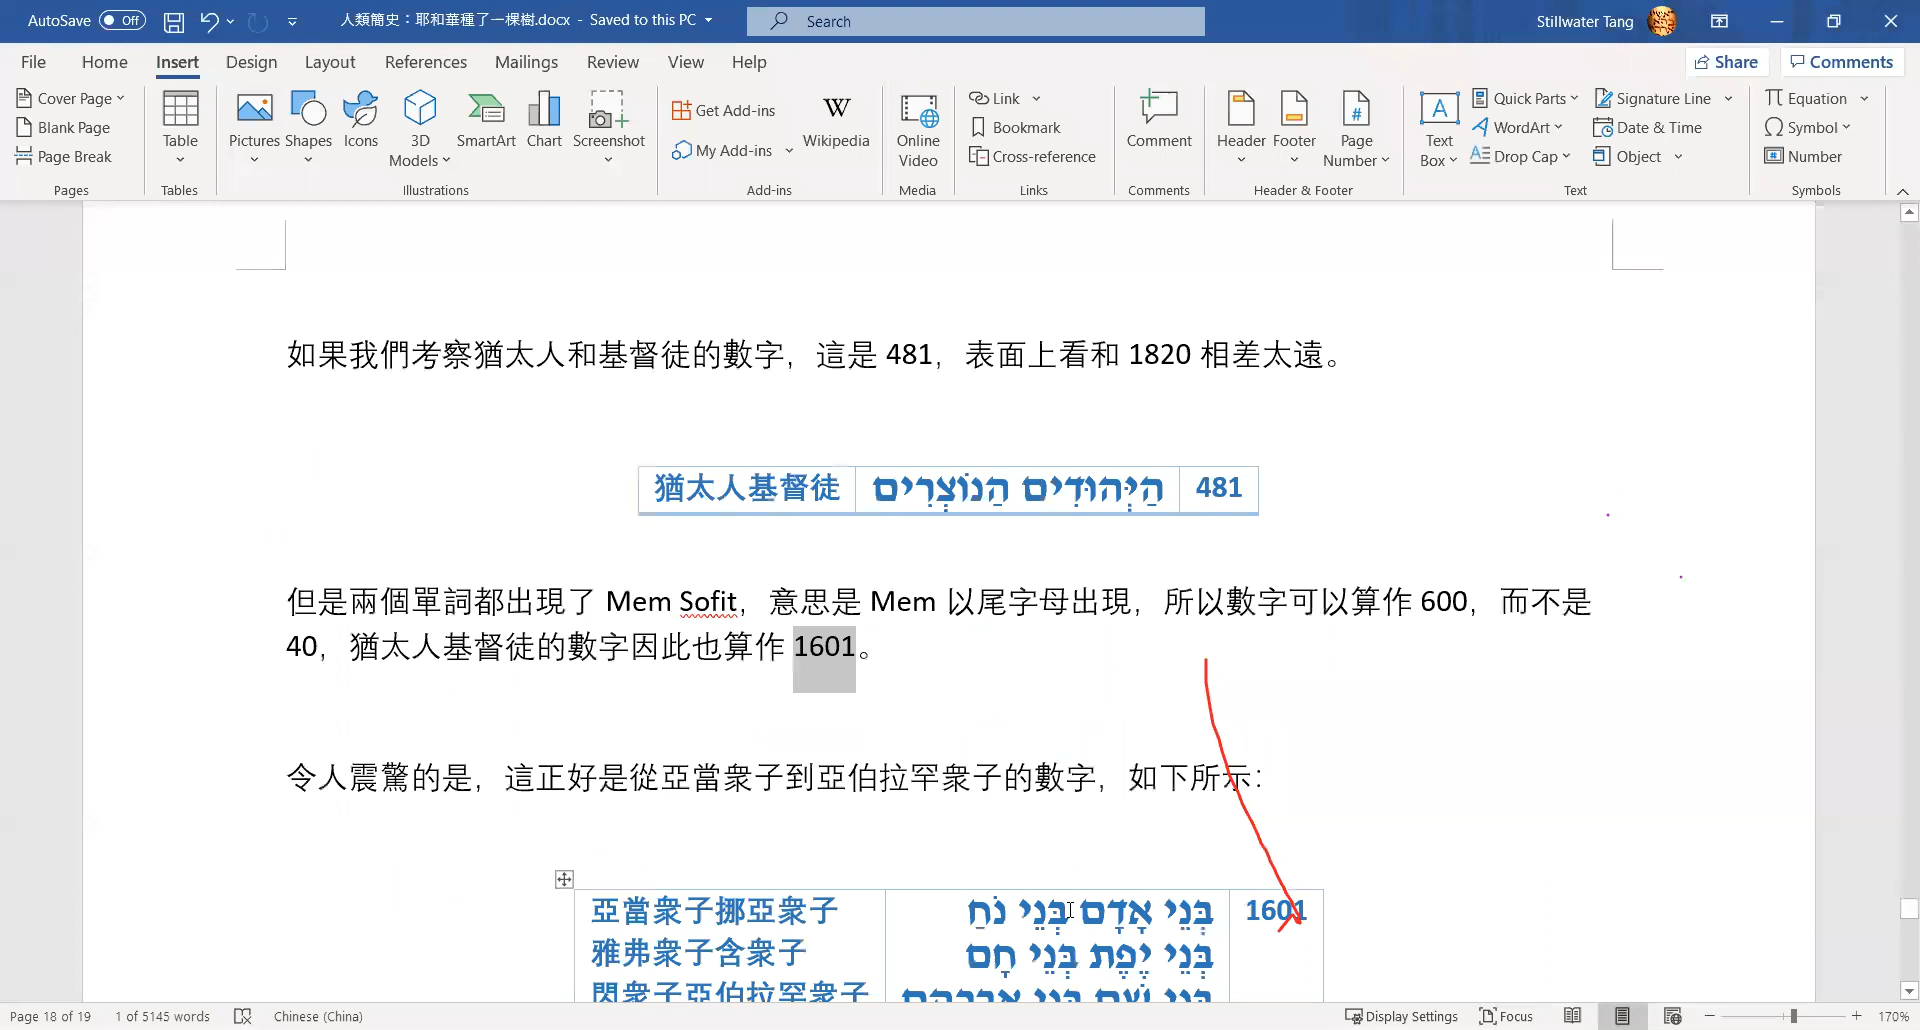 AutoSave Off 人類簡史：耶和華種了一棵樹.docx - Saved to this PC Search Stillwater Tang
File Home Insert Design Layout References Mailings Review View Help Share Comments
Cover Page
Blank Page
Page Break
Pages
Table
Tables
Pictures Shapes Icons 3D Models SmartArt Chart Screenshot
Illustrations
Get Add-ins
My Add-ins
W
Wikipedia
Add-ins
Online Video
Media
Link
Bookmark
Cross-reference
Links
Comment
Comments
Header Footer Page Number
Header & Footer
Text Box
Quick Parts
WordArt
Drop Cap
Signature Line
Date & Time
Object
Text
Equation
Symbol
Number
Symbols
如果我們考察猶太人和基督徒的數字，這是 481，表面上看和 1820 相差太遠。
猶太人基督徒 הַיְּהוּדִים הַנוֹצְרִים 481
但是兩個單詞都出現了 Mem Sofit，意思是 Mem 以尾字母出現，所以數字可以算作 600，而不是
40，猶太人基督徒的數字因此也算作 1601。
令人震驚的是，這正好是從亞當衆子到亞伯拉罕衆子的數字，如下所示：
亞當衆子挪亞衆子 בְּנֵי אָדָם בְּנֵי נֹחַ 1601
雅弗衆子含衆子 בְּנֵי יֶפֶת בְּנֵי חָם
閃衆子亞伯拉罕衆子 בְּנֵי שֵׁם בְּנֵי אַבְרָהָם
Page 18 of 19 1 of 5145 words Chinese (China) Display Settings Focus 170%